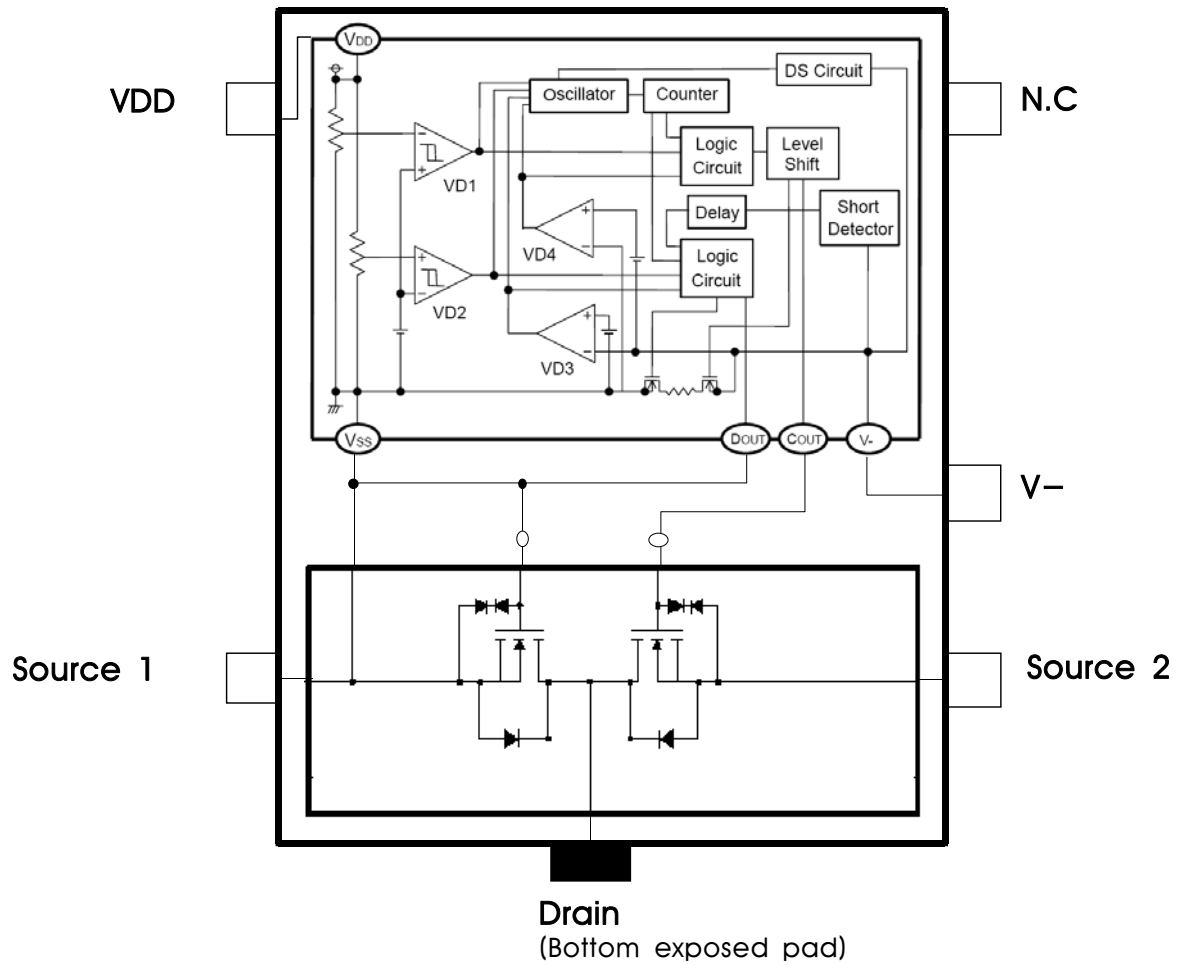 VDD
DS Circuit
VDD
N.C
Oscillator
Counter
Logic
Circuit
Level
Shift
VD1
Delay
Short
Detector
VD4
Logic
Circuit
VD2
VD3
VSS
DOUT
COUT
V-
V-
Source 1
Source 2
Drain
(Bottom exposed pad)